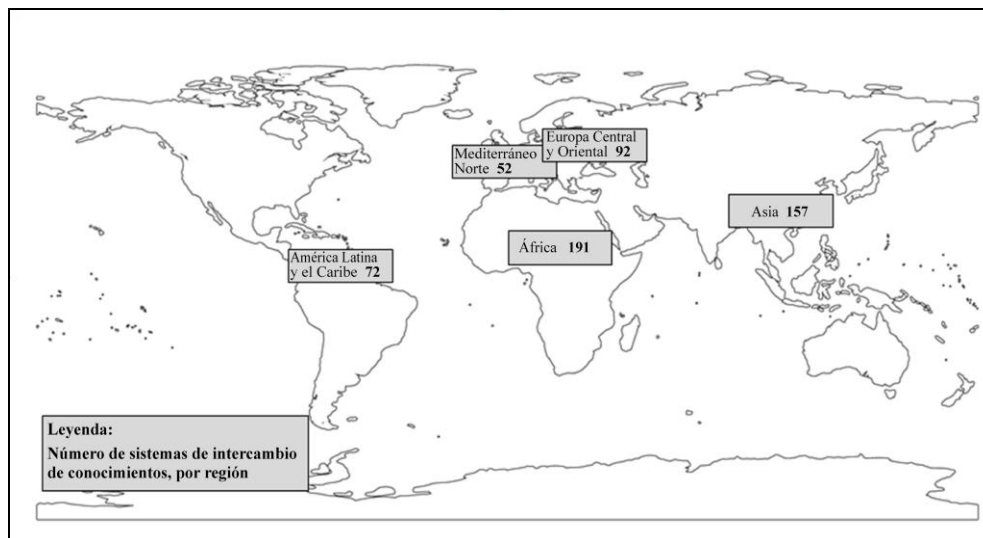 Europa Central
y Oriental 92
Mediterráneo
Norte 52
Asia 157
África 191
América Latina
y el Caribe 72
Leyenda:
Número de sistemas de intercambio
de conocimientos, por región